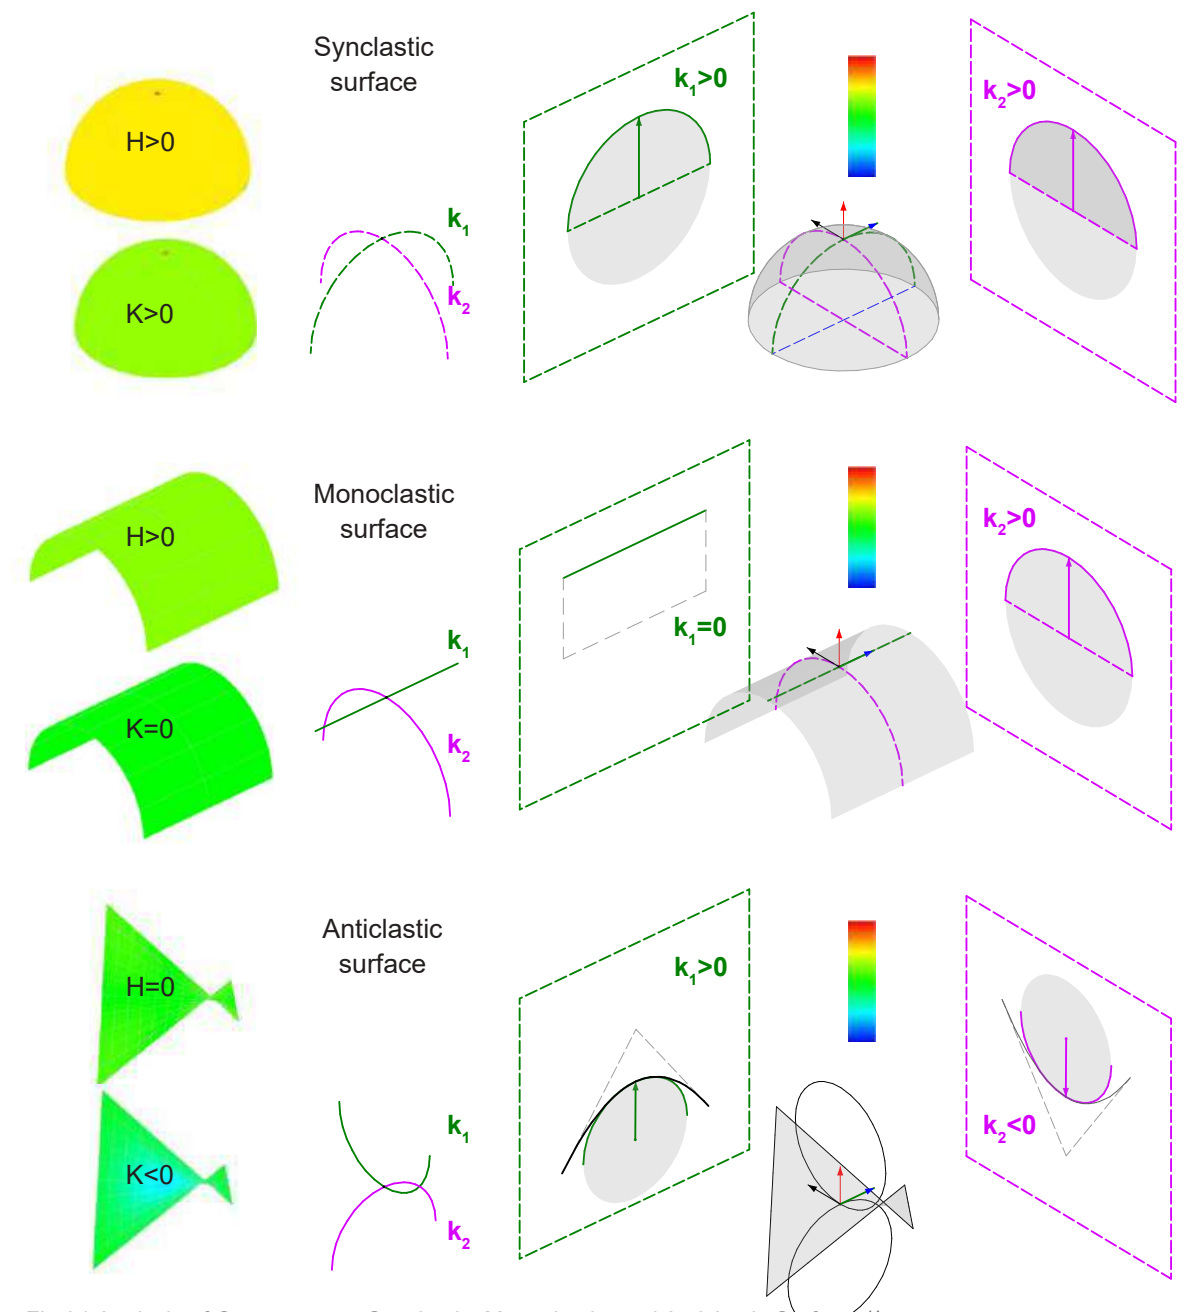 Synclastic
surface
H>0
K>0
k1
k2
k1>0
k2>0
Monoclastic
surface
H>0
K=0
k1
k2
k1=0
k2>0
Anticlastic
surface
H=0
K<0
k1
k2
k1>0
k2<0